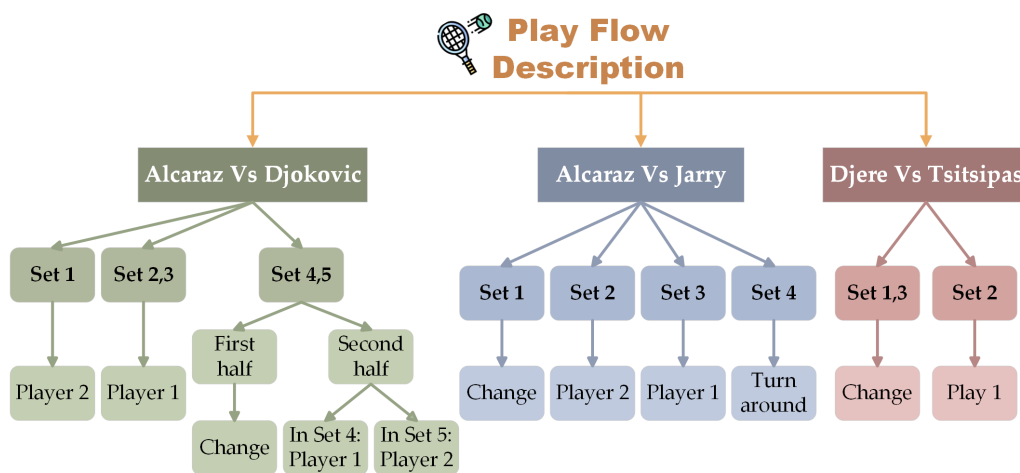 Play Flow
Description
Alcaraz Vs Djokovic
Alcaraz Vs Jarry
Djere Vs Tsitsipas
Set 1
Set 2,3
Set 4,5
Set 1
Set 2
Set 3
Set 4
Set 1,3
Set 2
First
half
Second
half
Player 2
Player 1
Change
Player 2
Player 1
Turn
around
Change
Play 1
Change
In Set 4:
Player 1
In Set 5:
Player 2